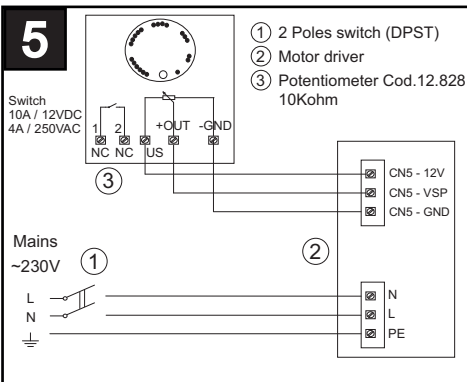 5
① 2 Poles switch (DPST)
② Motor driver
③ Potentiometer Cod.12.828
10Kohm
Switch
10A / 12VDC
4A / 250VAC
1 2 +OUT -GND
NC NC US
③
CN5 - 12V
CN5 - VSP
CN5 - GND
②
Mains
~230V ①
L N
N L
PE